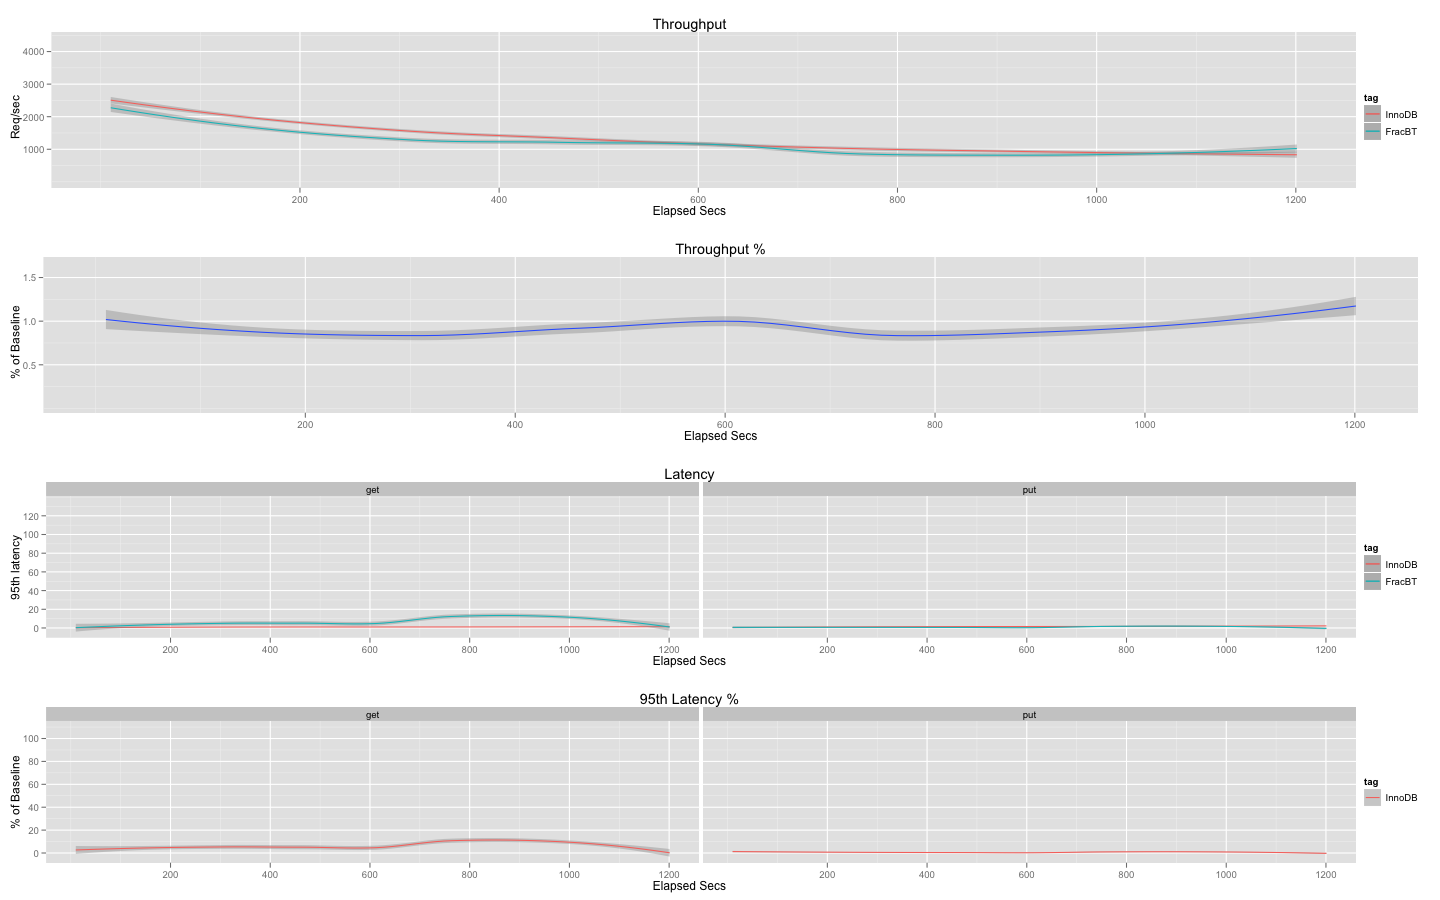 Throughput
Req/sec
4000
3000
2000
1000
200 400 600 800 1000 1200
Elapsed Secs
tag
InnoDB
FracBT
Throughput %
% of Baseline
1.5
1.0
0.5
200 400 600 800 1000 1200
Elapsed Secs
Latency
get put
95th latency
120
100
80
60
40
20
0
200 400 600 800 1000 1200 200 400 600 800 1000 1200
Elapsed Secs
tag
InnoDB
FracBT
95th Latency %
get put
% of Baseline
100
80
60
40
20
0
200 400 600 800 1000 1200 200 400 600 800 1000 1200
Elapsed Secs
tag
InnoDB